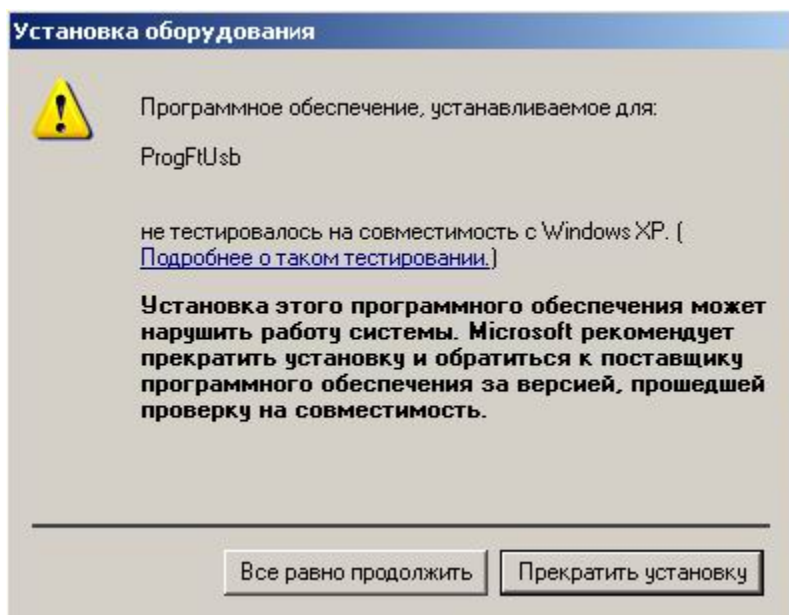 Установка оборудования
Программное обеспечение, устанавливаемое для:
ProgFtUsb
не тестировалось на совместимость с Windows XP. (
Подробнее о таком тестировании.)
Установка этого программного обеспечения может
нарушить работу системы. Microsoft рекомендует
прекратить установку и обратиться к поставщику
программного обеспечения за версией, прошедшей
проверку на совместимость.
Все равно продолжить
Прекратить установку